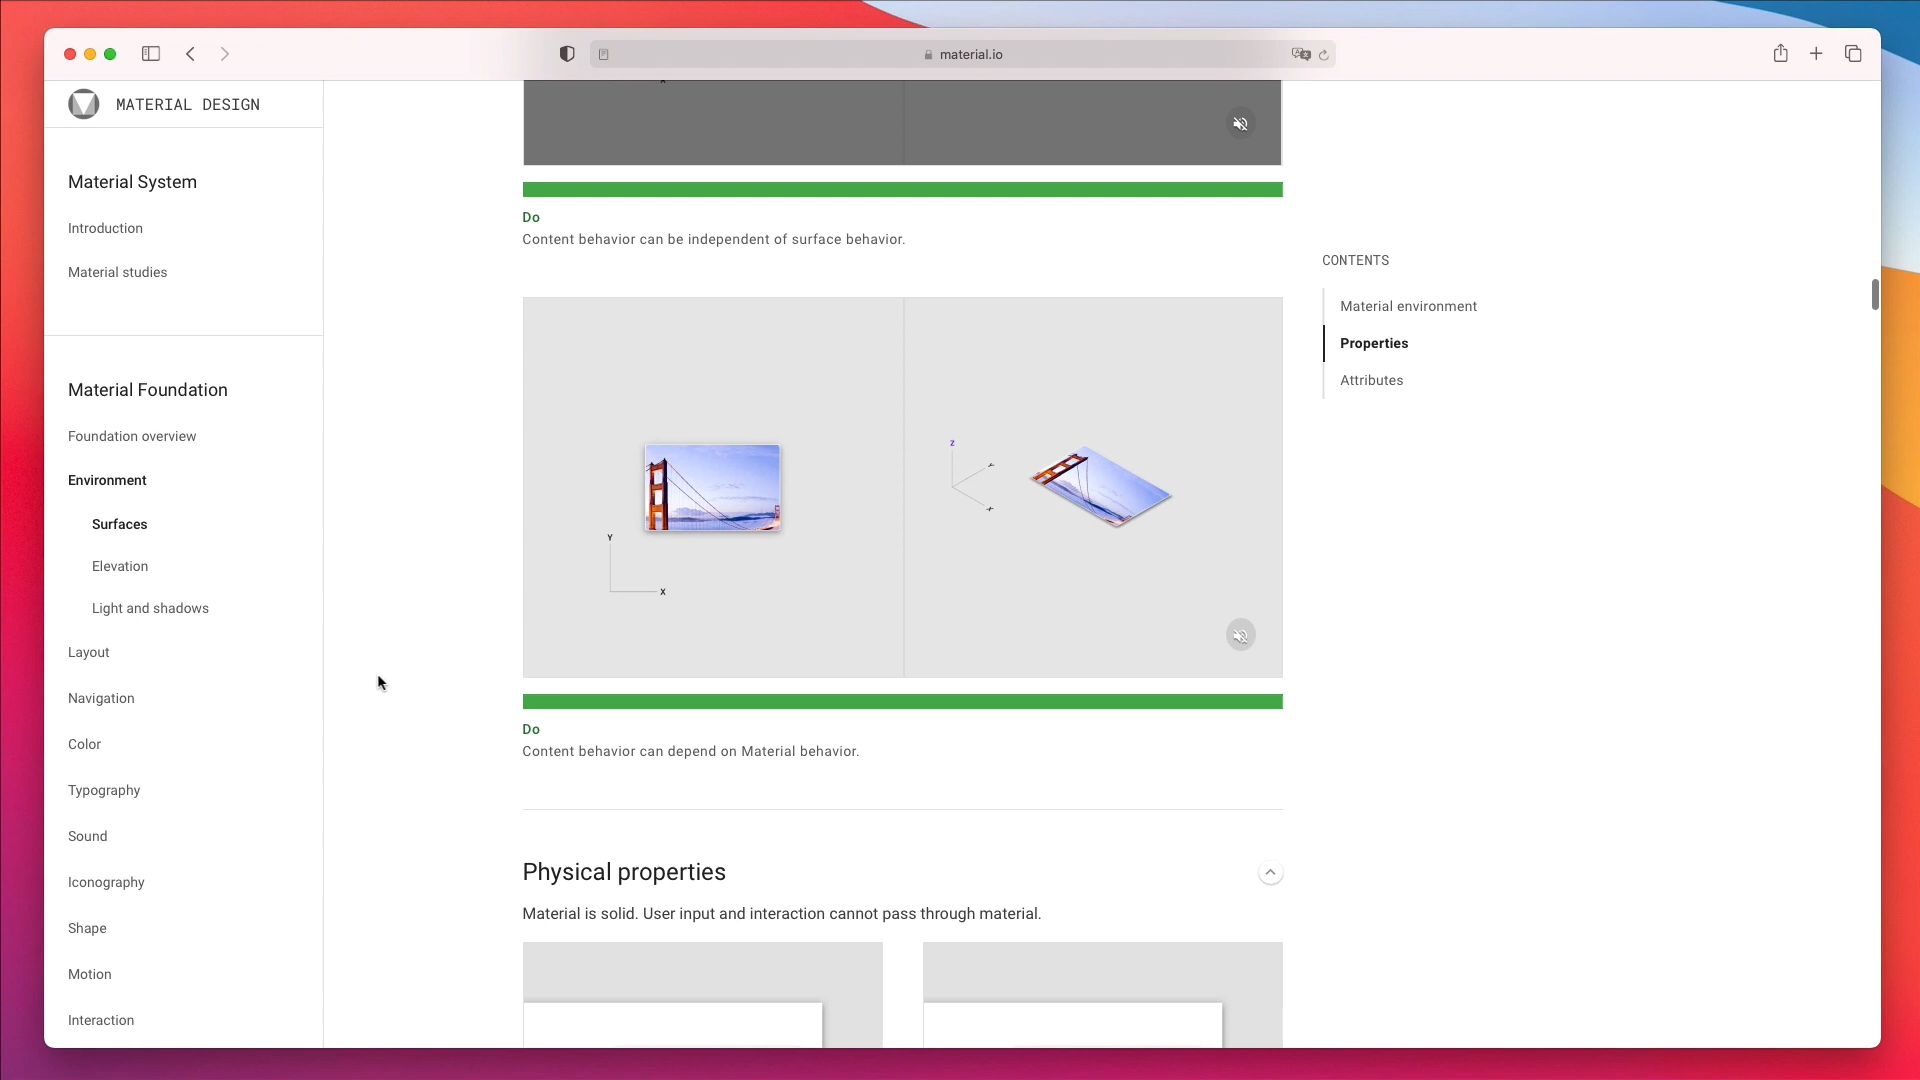 material.io
MATERIAL DESIGN
Material System
Introduction
Material studies
Material Foundation
Foundation overview
Environment
Surfaces
Elevation
Light and shadows
Layout
Navigation
Color
Typography
Sound
Iconography
Shape
Motion
Interaction
Do
Content behavior can be independent of surface behavior.
Y
X
Z
Y
X
Do
Content behavior can depend on Material behavior.
Physical properties
Material is solid. User input and interaction cannot pass through material.
CONTENTS
Material environment
Properties
Attributes